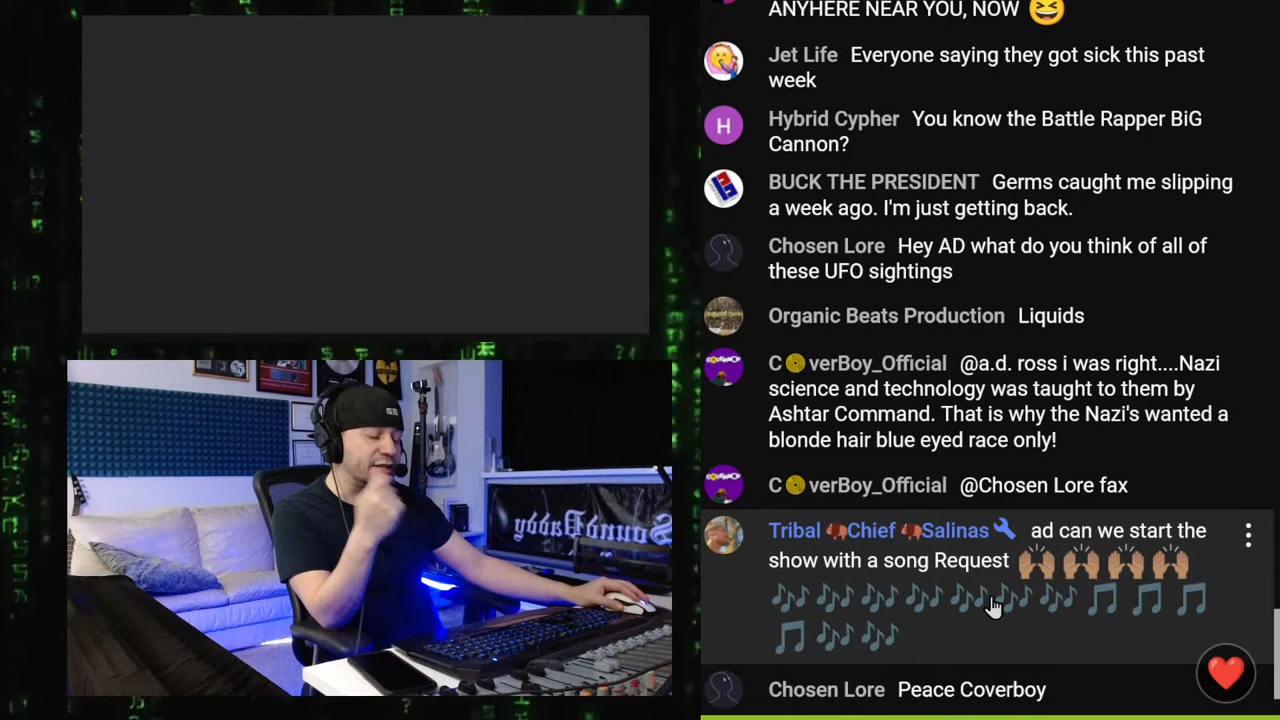 ANYHERE NEAR YOU, NOW 😆
Jet Life Everyone saying they got sick this past
week
H
Hybrid Cypher You know the Battle Rapper BiG
Cannon?
BUCK THE PRESIDENT Germs caught me slipping
a week ago. I'm just getting back.
Chosen Lore Hey AD what do you think of all of
these UFO sightings
Organic Beats Production Liquids
C📀verBoy_Official @a.d. ross i was right....Nazi
science and technology was taught to them by
Ashtar Command. That is why the Nazi's wanted a
blonde hair blue eyed race only!
C📀verBoy_Official @Chosen Lore fax
Tribal 🦬Chief 🦬Salinas🔧 ad can we start the
show with a song Request 🙌🏽🙌🏽🙌🏽🙌🏽
🎶🎶🎶🎶🎶🎶🎶🎵🎵🎵
🎵🎶🎶
Chosen Lore Peace Coverboy
SoundDaddy